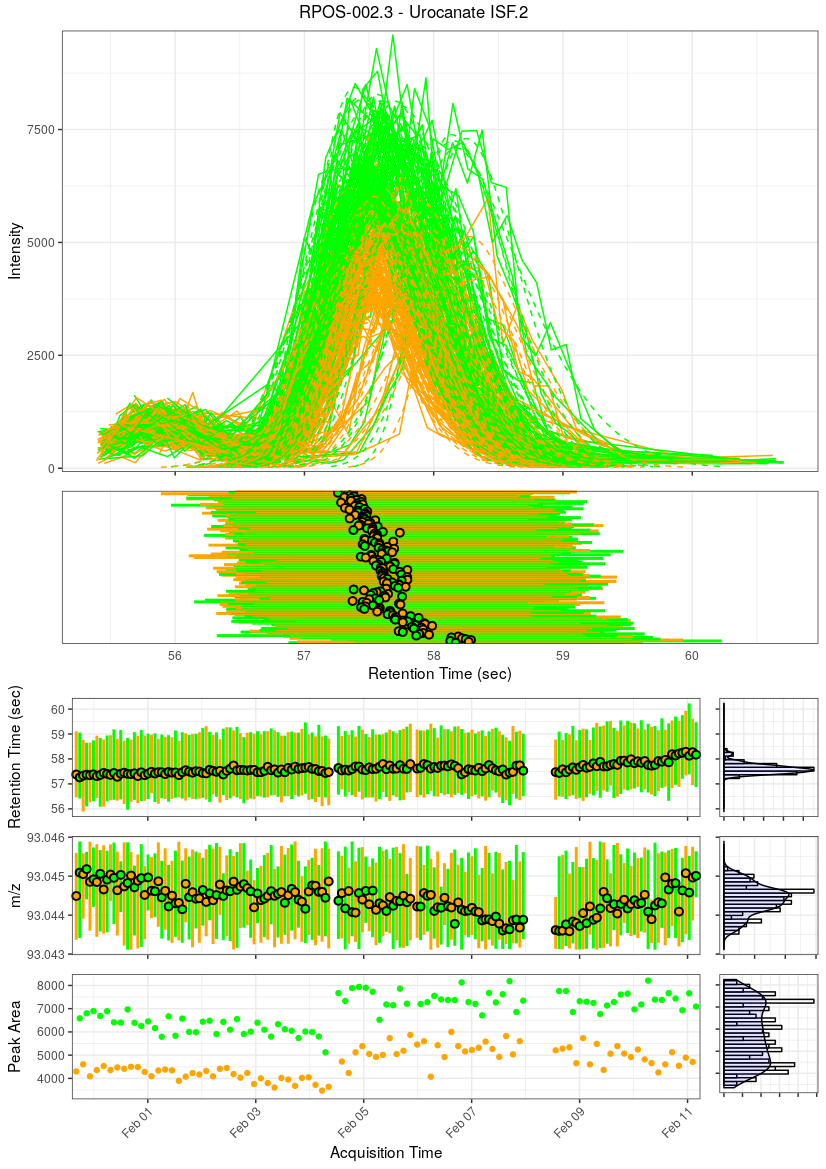 RPOS-002.3 - Urocanate ISF.2
Intensity
7500
5000
2500
0
56 57 58 59 60
Retention Time (sec)
Retention Time (sec)
60
59
58
57
56
m/z
93.046
93.045
93.044
93.043
Peak Area
8000
7000
6000
5000
4000
Feb 01 Feb 03 Feb 05 Feb 07 Feb 09 Feb 11
Acquisition Time